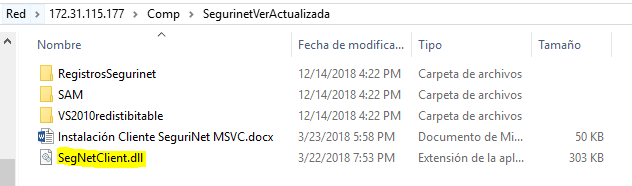 Red > 172.31.115.177 > Comp > SegurinetVerActualizada
Nombre Fecha de modifica... Tipo Tamaño
RegistrosSegurinet 12/14/2018 4:22 PM Carpeta de archivos
SAM 12/14/2018 4:22 PM Carpeta de archivos
VS2010redistibitable 12/14/2018 4:22 PM Carpeta de archivos
Instalación Cliente SeguriNet MSVC.docx 3/23/2018 5:58 PM Documento de Mi... 50 KB
SegNetClient.dll 3/22/2018 7:53 PM Extensión de la apl... 303 KB